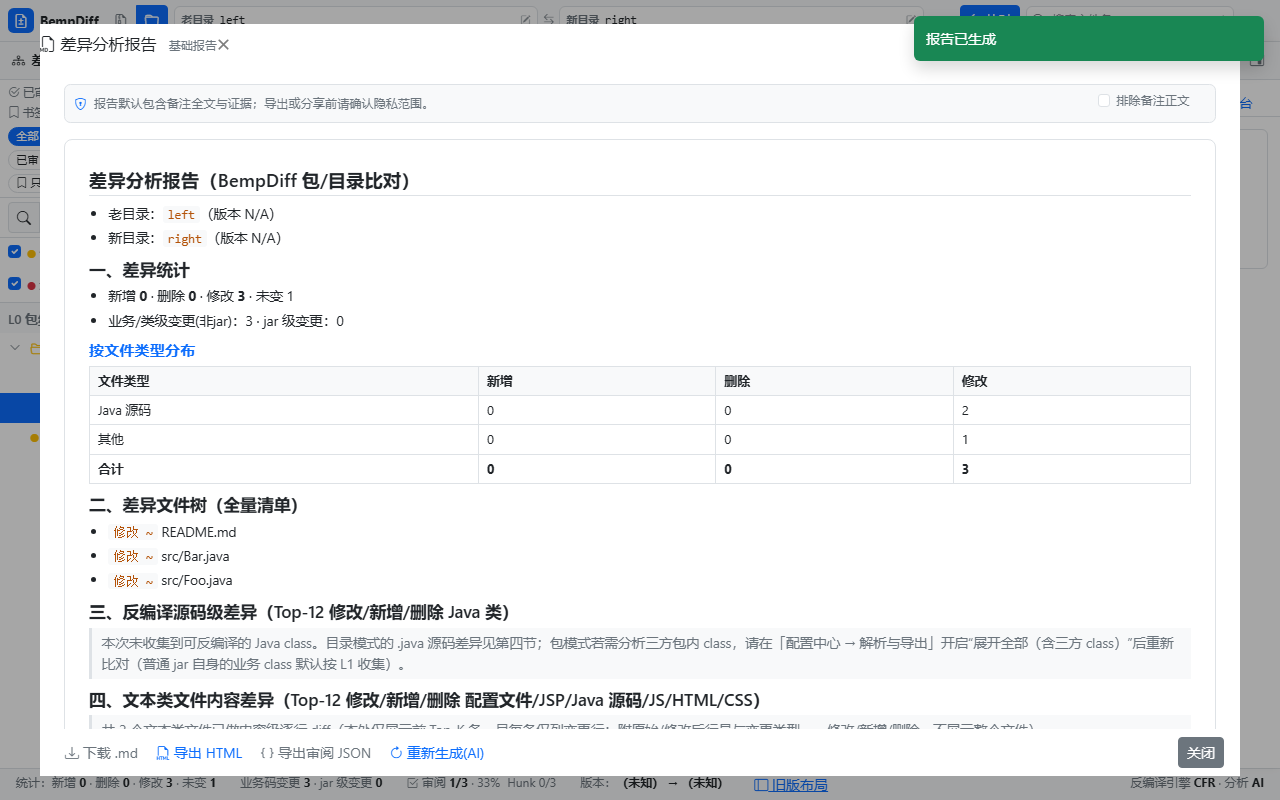 BempDiff
老目录 left
新目录 right
差异分析报告 基础报告
报告已生成
报告默认包含备注全文与证据；导出或分享前请确认隐私范围。
排除备注正文
台
已审
书签
全部
已审
只
差异分析报告（BempDiff 包/目录比对）
老目录： left （版本 N/A）
新目录： right （版本 N/A）
一、差异统计
新增 0 · 删除 0 · 修改 3 · 未变 1
业务/类级变更(非jar)：3 · jar 级变更：0
按文件类型分布
文件类型 新增 删除 修改
Java 源码 0 0 2
其他 0 0 1
合计 0 0 3
L0 包
二、差异文件树（全量清单）
修改 ~ README.md
修改 ~ src/Bar.java
修改 ~ src/Foo.java
三、反编译源码级差异（Top-12 修改/新增/删除 Java 类）
本次未收集到可反编译的 Java class。目录模式的 .java 源码差异见第四节；包模式若需分析三方包内 class，请在「配置中心 → 解析与导出」开启“展开全部（含三方 class）”后重新
比对（普通 jar 自身的业务 class 默认按 L1 收集）。
四、文本类文件内容差异（Top-12 修改/新增/删除 配置文件/JSP/Java 源码/JS/HTML/CSS）
下载 .md
导出 HTML
{ } 导出审阅 JSON
重新生成(AI)
关闭
统计：新增 0 · 删除 0 · 修改 3 · 未变 1 业务码变更 3 · jar 级变更 0 审阅 1/3 · 33% Hunk 0/3 版本： (未知) → (未知) 旧版布局 反编译引擎 CFR · 分析 AI